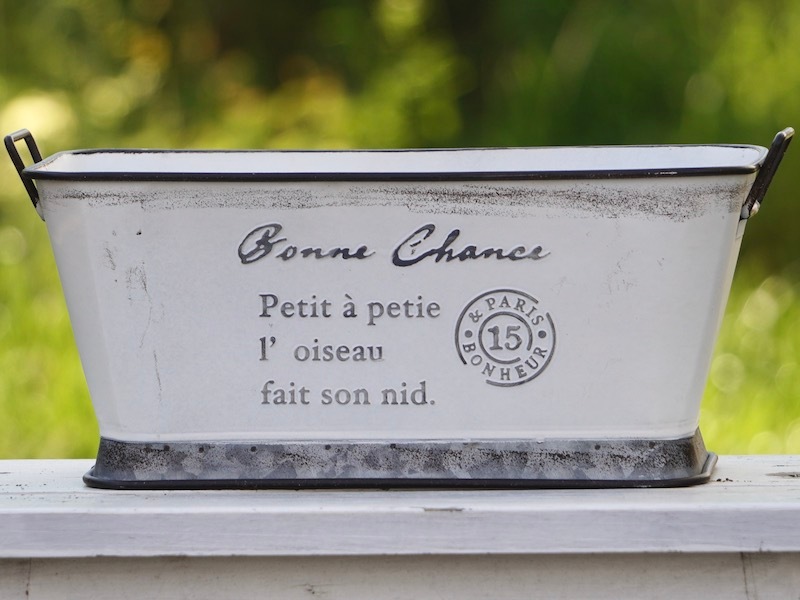 Bonne Chance
Petit à petie
l' oiseau
fait son nid.
& PARIS
15
BONHEUR